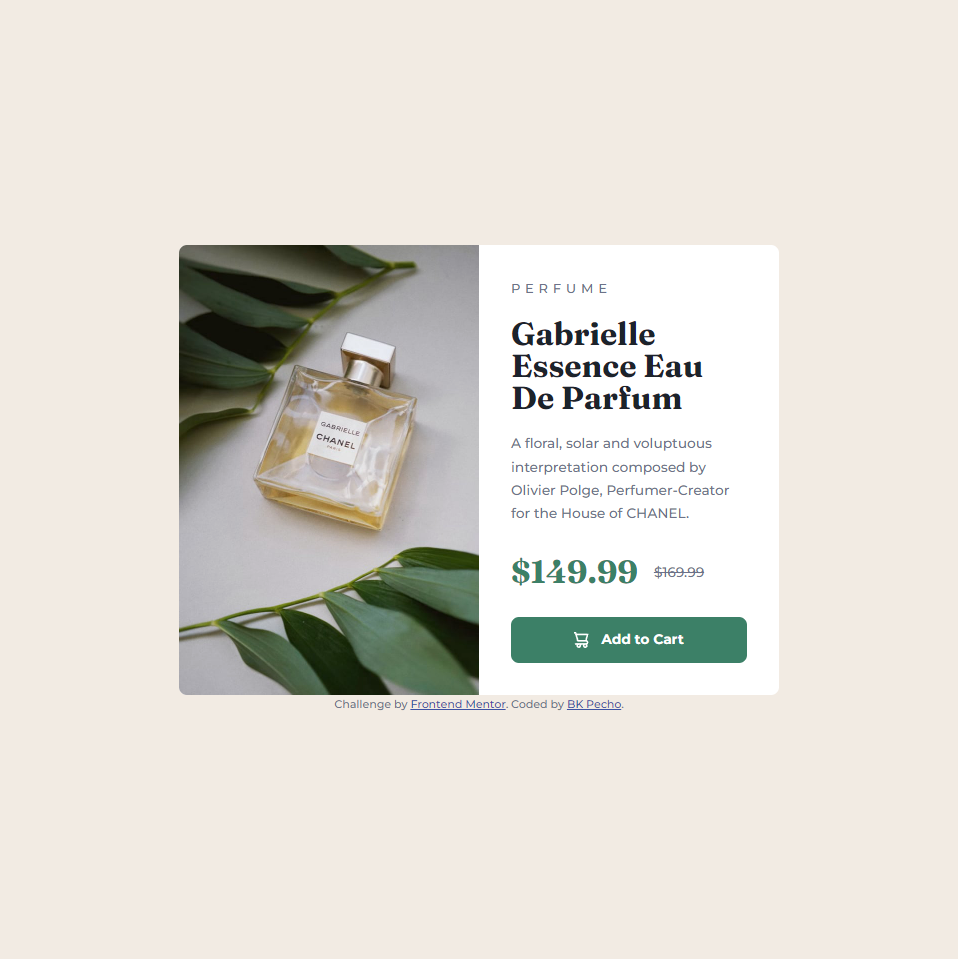 GABRIELLE
CHANEL
PARIS
PERFUME
Gabrielle
Essence Eau
De Parfum
A floral, solar and voluptuous
interpretation composed by
Olivier Polge, Perfumer-Creator
for the House of CHANEL.
$149.99 $169.99
Add to Cart
Challenge by Frontend Mentor. Coded by BK Pecho.